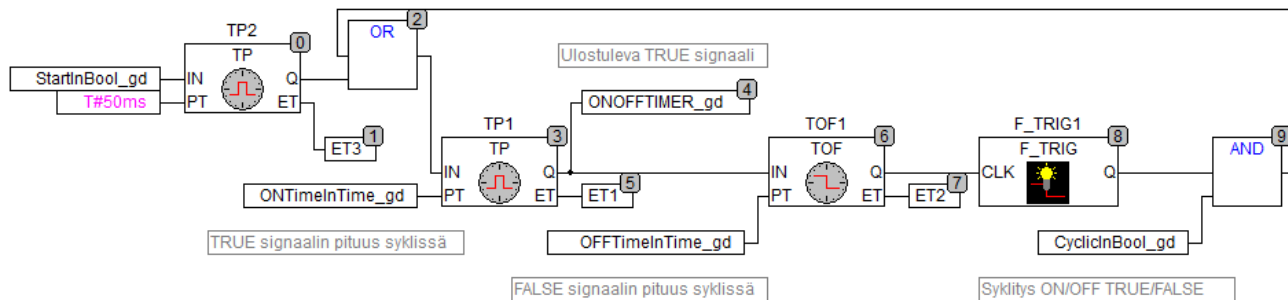 TP2
0
TP
StartInBool_gd
IN
Q
T#50ms
PT
ET
ET3
1
2
OR
Ulostuleva TRUE signaali
ONOFFTIMER_gd
4
TP1
3
TP
IN
Q
ONTimeInTime_gd
PT
ET
ET1
5
TRUE signaalin pituus syklissä
TOF1
6
TOF
IN
Q
OFFTimeInTime_gd
PT
ET
ET2
7
FALSE signaalin pituus syklissä
F_TRIG1
8
F_TRIG
CLK
Q
9
AND
CyclicInBool_gd
Syklitys ON/OFF TRUE/FALSE